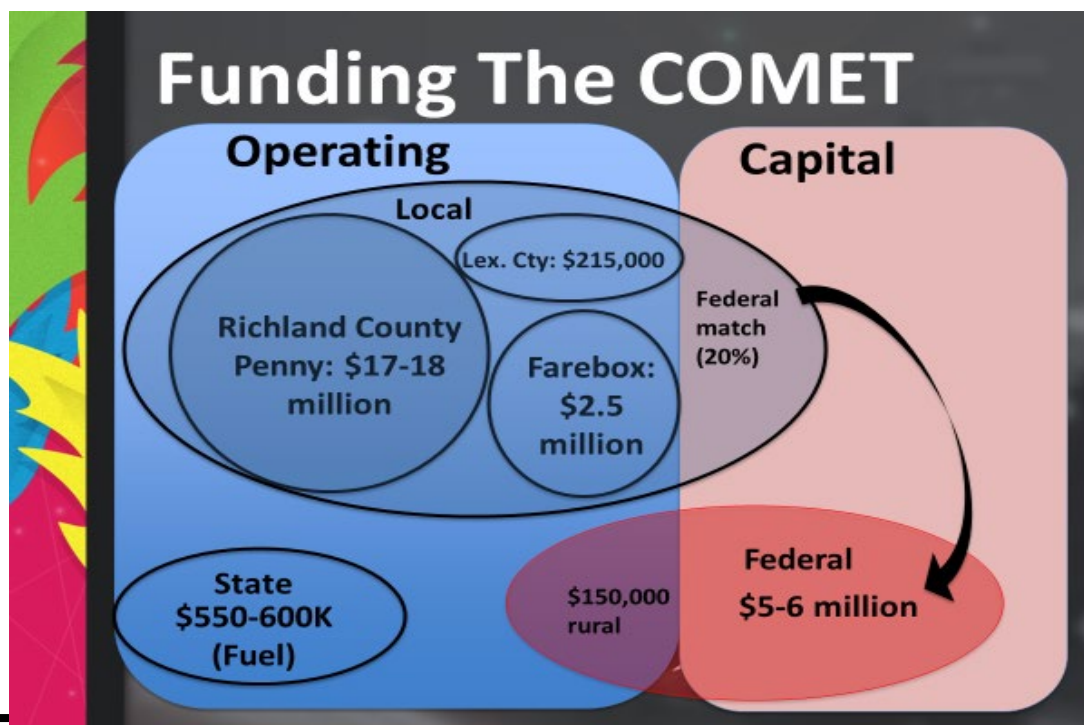 Funding The COMET
Operating
Capital
Local
Lex. Cty: $215,000
Richland County
Penny: $17-18
million
Farebox:
$2.5
million
Federal
match
(20%)
State
$550-600K
(Fuel)
$150,000
rural
Federal
$5-6 million